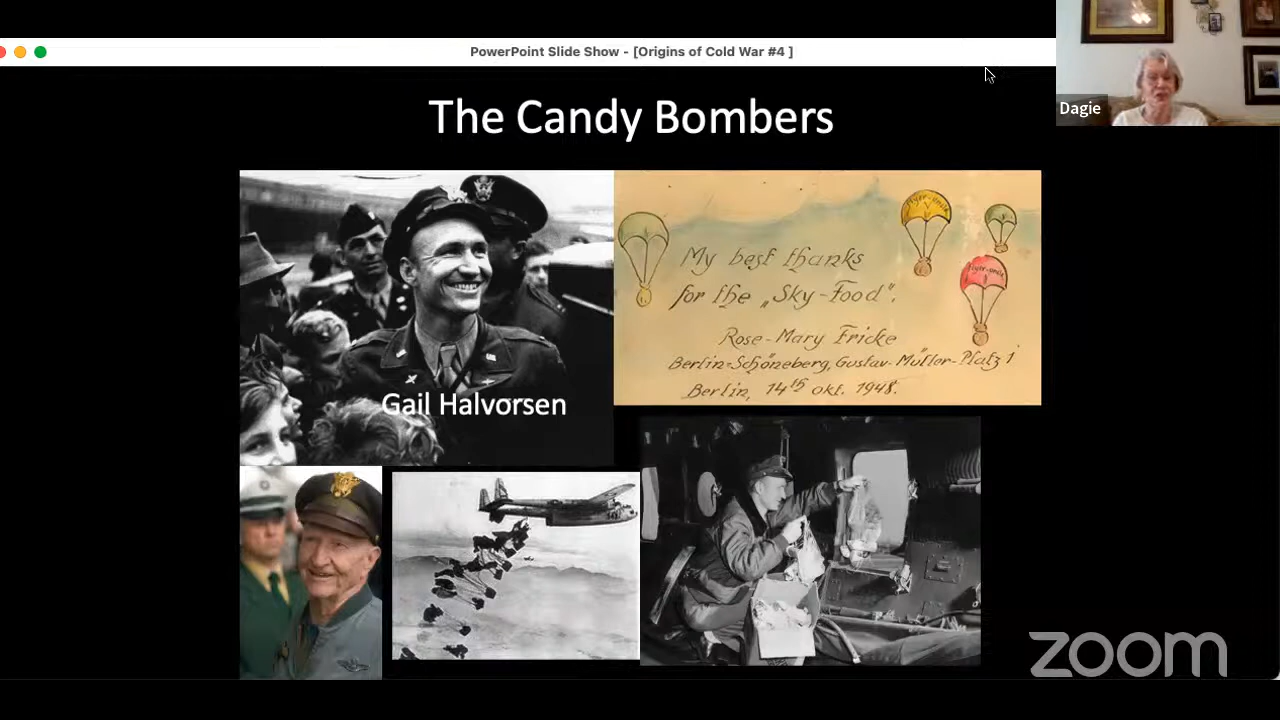 PowerPoint Slide Show - [Origins of Cold War #4 ]
Dagie
The Candy Bombers
Gail Halvorsen
My best thanks
for the „Sky-Food".
Rose-Mary Fricke
Berlin-Schöneberg, Gustav-Müller-Platz 1
Berlin, 14th okt. 1948.
zoom